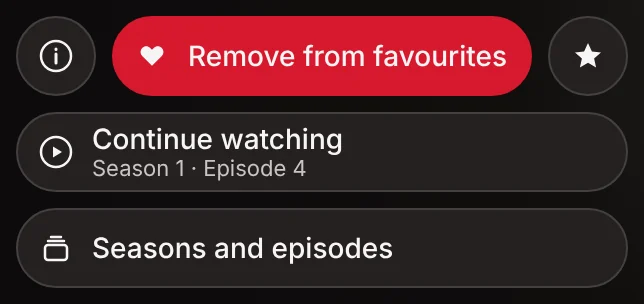 Remove from favourites
Continue watching
Season 1 · Episode 4
Seasons and episodes